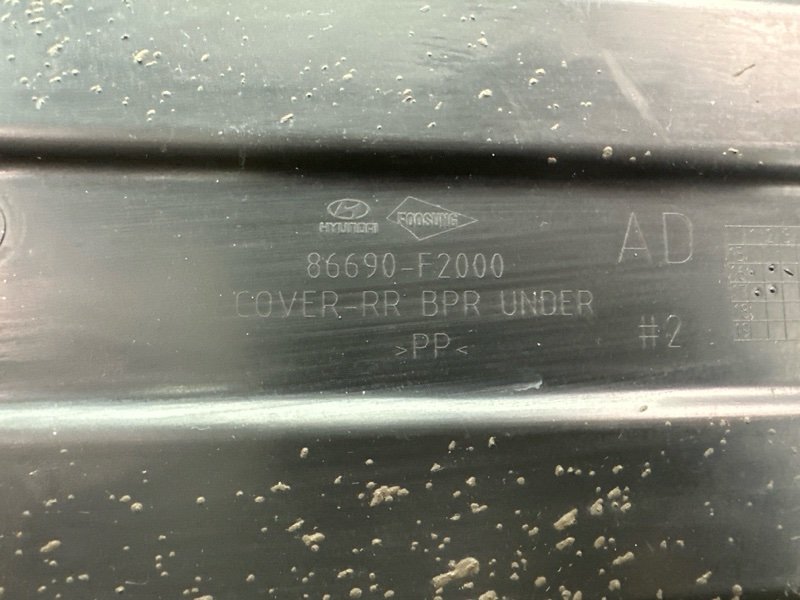 HYUNDAI FOOSUNG
AD
86690-F2000
COVER-RR BPR UNDER
>PP<
#2